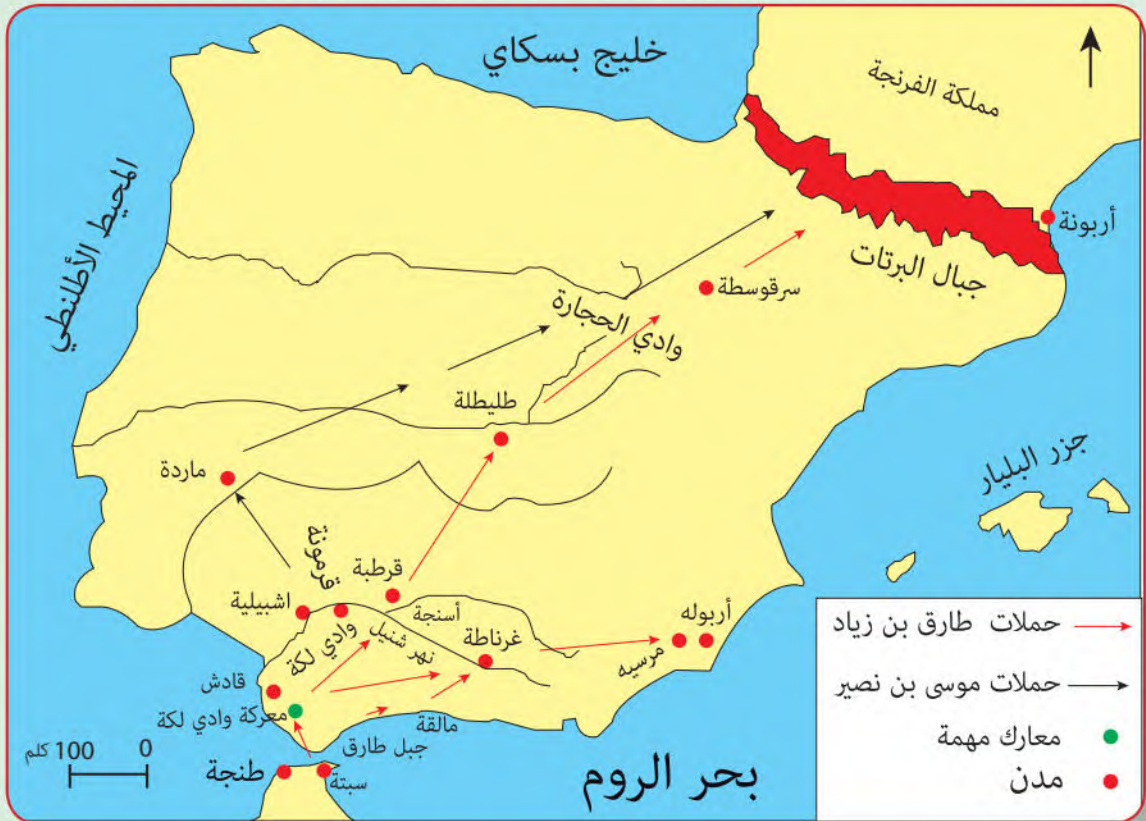 خليج بسكاي
مملكة الفرنجة
المحيط الأطلنطي
أربونة
جبال البرتات
سرقوسطة
وادي الحجارة
طليطلة
جزر البليار
ماردة
قرمونة
قرطبة
اشبيلية
أسنجة
وادي لكة
نهر شنيل
غرناطة
أربوله
مرسيه
قادش
معركة وادي لكة
مالقة
جبل طارق
طنجة
سبتة
بحر الروم
0 100 كلم
حملات طارق بن زياد
حملات موسى بن نصير
معارك مهمة
مدن